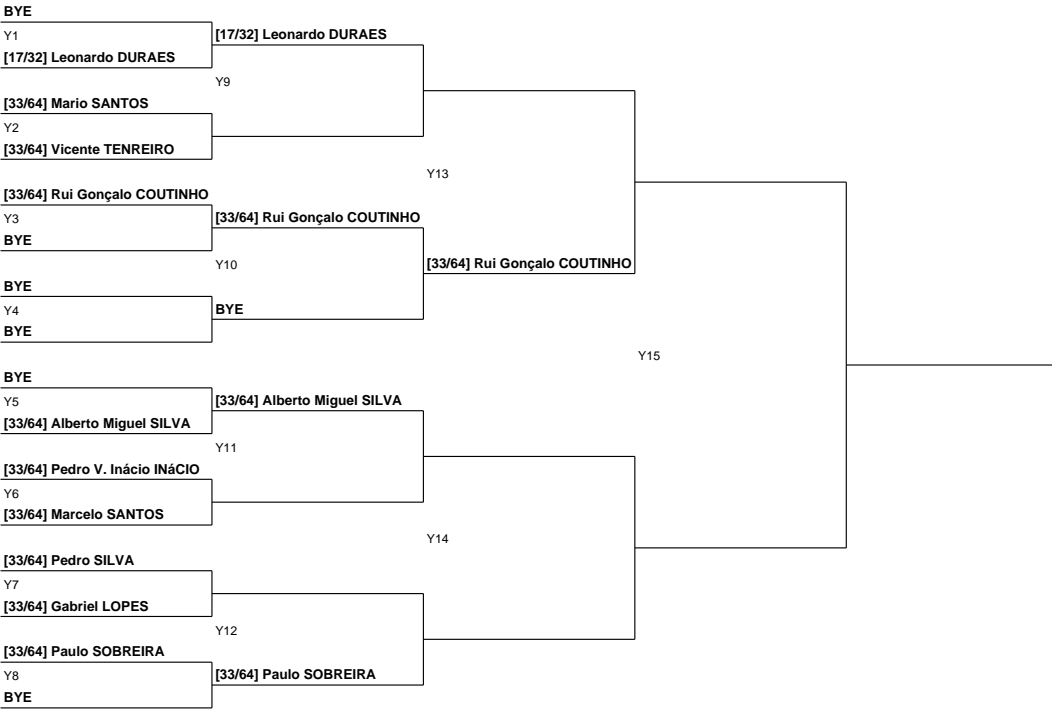 BYE
Y1
[17/32] Leonardo DURAES
[17/32] Leonardo DURAES
Y9
[33/64] Mario SANTOS
Y2
[33/64] Vicente TENREIRO
Y13
[33/64] Rui Gonçalo COUTINHO
Y3
[33/64] Rui Gonçalo COUTINHO
BYE
Y10
[33/64] Rui Gonçalo COUTINHO
BYE
Y4
BYE
BYE
Y15
BYE
Y5
[33/64] Alberto Miguel SILVA
[33/64] Alberto Miguel SILVA
Y11
[33/64] Pedro V. Inácio INáCIO
Y6
[33/64] Marcelo SANTOS
Y14
[33/64] Pedro SILVA
Y7
[33/64] Gabriel LOPES
Y12
[33/64] Paulo SOBREIRA
Y8
[33/64] Paulo SOBREIRA
BYE